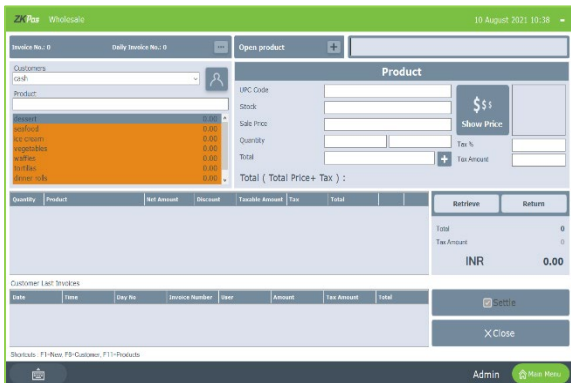 ZKPos Wholesale 10 August 2021 10:38
Invoice No.: 0 Daily Invoice No.: 0 ... Open product +
Customers
cash
Product
dessert 0.00
seafood 0.00
ice cream 0.00
vegetables 0.00
waffles 0.00
tortillas 0.00
dinner rolls 0.00
Product
UPC Code
Stock
Sale Price
Quantity
Total +
Total ( Total Price+ Tax ) :
$$$
Show Price
Tax %
Tax Amount
Quantity Product Net Amount Discount Taxable Amount Tax Total
Retrieve Return
Total 0
Tax Amount 0
INR 0.00
Customer Last Invoices
Date Time Day No Invoice Number User Amount Tax Amount Total
Settle
X Close
Shortcuts : F1=New, F8=Customer, F11=Products
Admin Main Menu